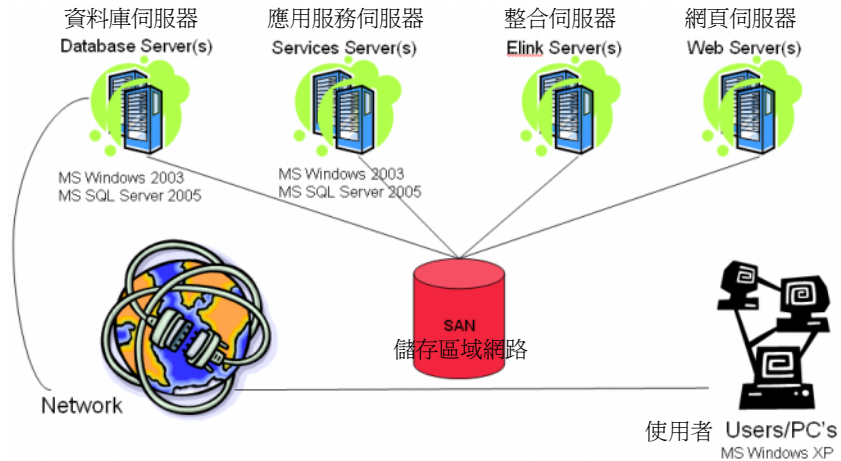 資料庫伺服器
應用服務伺服器
整合伺服器
網頁伺服器
Database Server(s)
Services Server(s)
Elink Server(s)
Web Server(s)
MS Windows 2003
MS SQL Server 2005
MS Windows 2003
MS SQL Server 2005
SAN
儲存區域網路
Network
使用者 Users/PC's
MS Windows XP